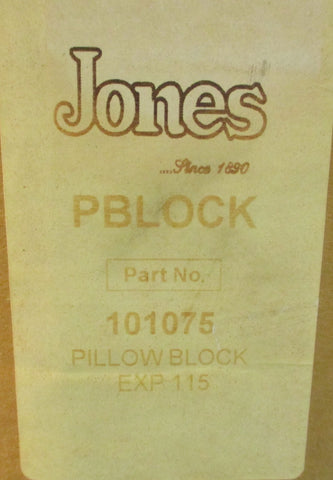 Jones
....Since 1890
PBLOCK
Part No.
101075
PILLOW BLOCK
EXP 115